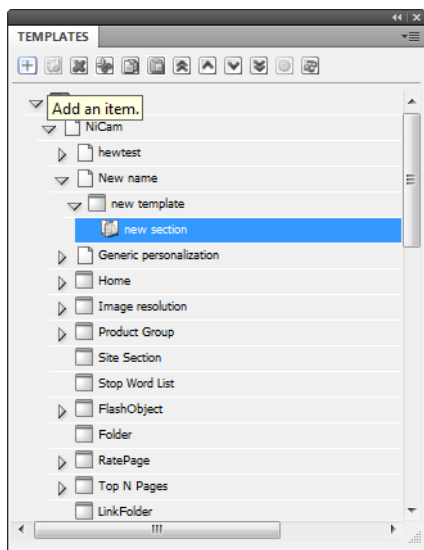 TEMPLATES
Add an item.
NiCam
hewtest
New name
new template
new section
Generic personalization
Home
Image resolution
Product Group
Site Section
Stop Word List
FlashObject
Folder
RatePage
Top N Pages
LinkFolder